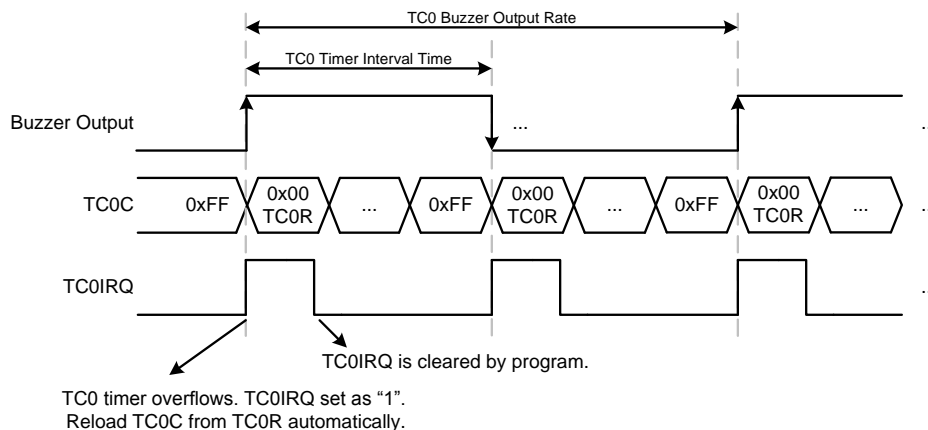 TC0 Buzzer Output Rate
TC0 Timer Interval Time
Buzzer Output
...
..
TC0C
0xFF
0x00
TC0R
...
0xFF
0x00
TC0R
...
0xFF
0x00
TC0R
...
..
TC0IRQ
..
TC0IRQ is cleared by program.
TC0 timer overflows. TC0IRQ set as “1”.
Reload TC0C from TC0R automatically.